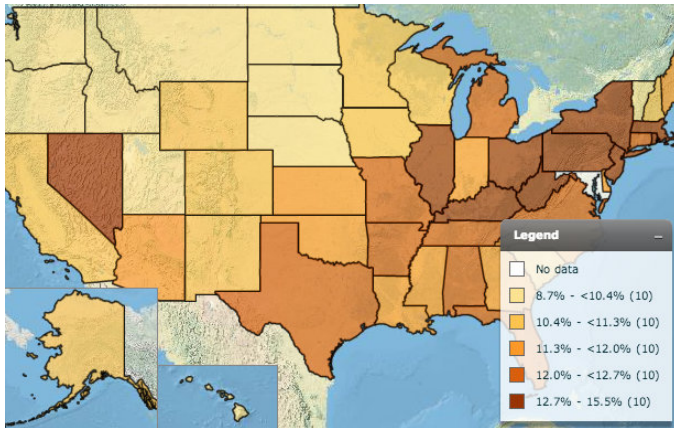 Legend
No data
8.7% - <10.4% (10)
10.4% - <11.3% (10)
11.3% - <12.0% (10)
12.0% - <12.7% (10)
12.7% - 15.5% (10)